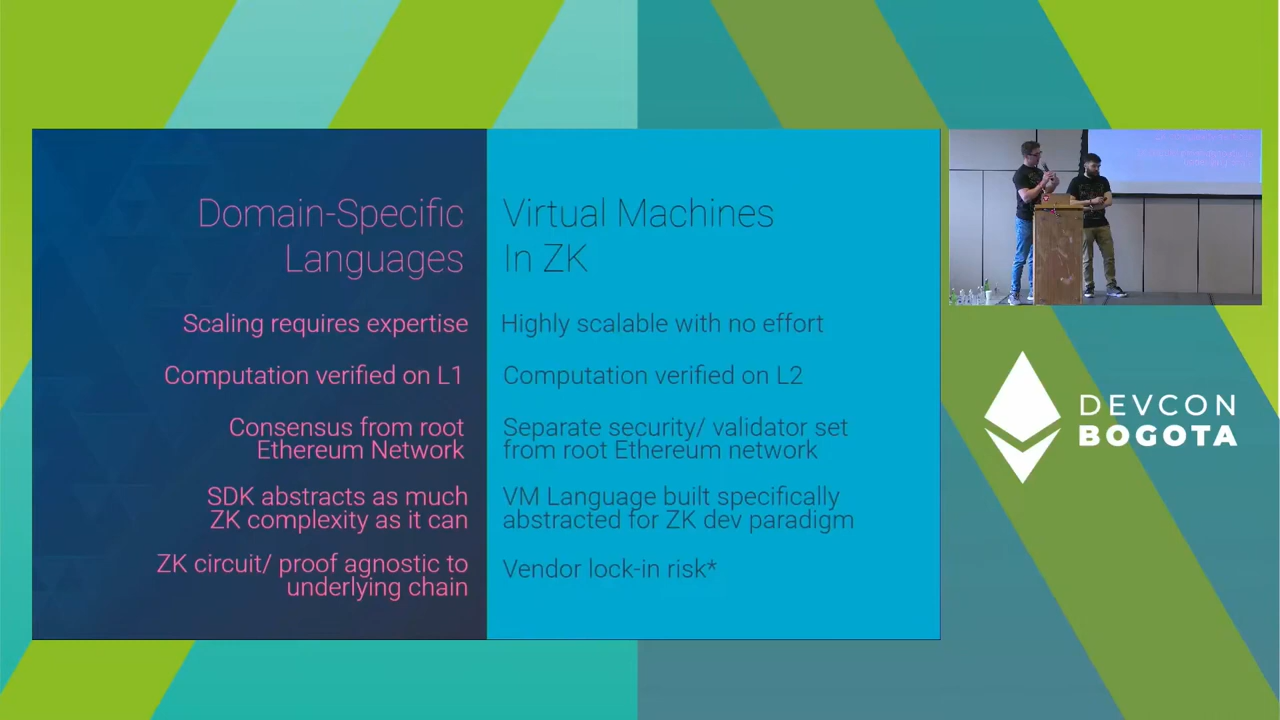 Domain-Specific
Languages
Scaling requires expertise
Computation verified on L1
Consensus from root
Ethereum Network
SDK abstracts as much
ZK complexity as it can
ZK circuit/ proof agnostic to
underlying chain
Virtual Machines
In ZK
Highly scalable with no effort
Computation verified on L2
Separate security/ validator set
from root Ethereum network
VM Language built specifically
abstracted for ZK dev paradigm
Vendor lock-in risk*
DEVCON
BOGOTA